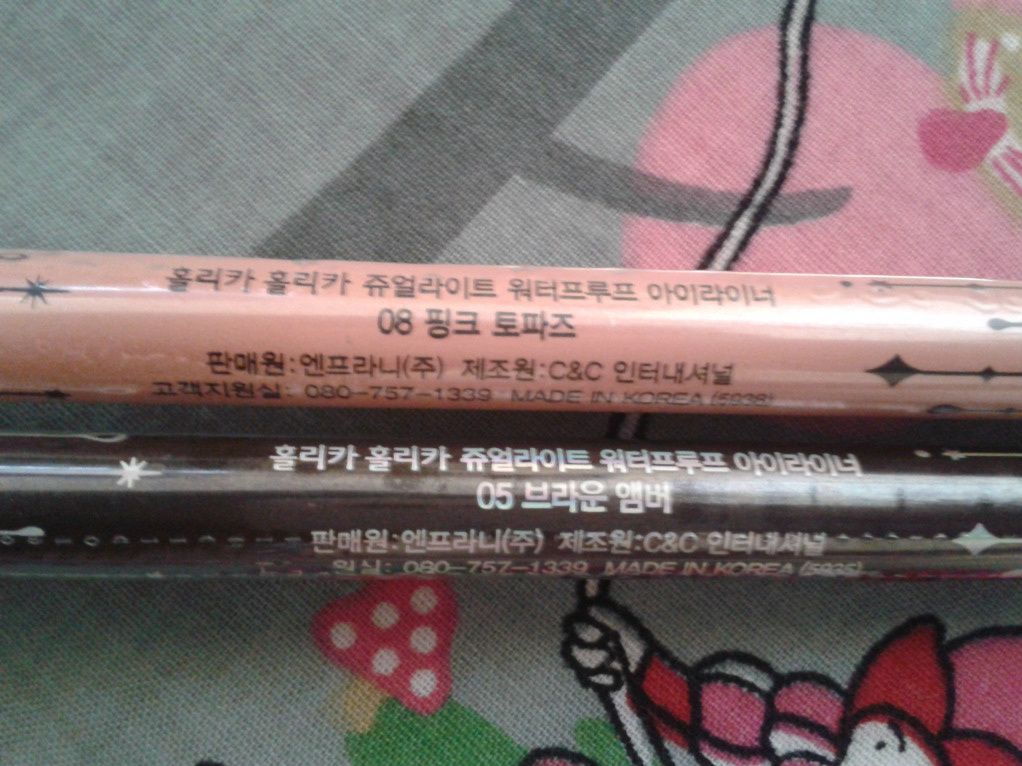 홀리카 홀리카 쥬얼라이트 워터프루프 아이라이너
08 핑크 토파즈
판매원:엔프라니(주) 제조원:C&C 인터내셔널
고객지원실: 080-757-1339 MADE IN KOREA (5938)
홀리카 홀리카 쥬얼라이트 워터프루프 아이라이너
05 브라운 앰버
판매원:엔프라니(주) 제조원:C&C 인터내셔널
원실: 080-757-1339 MADE IN KOREA (5935)